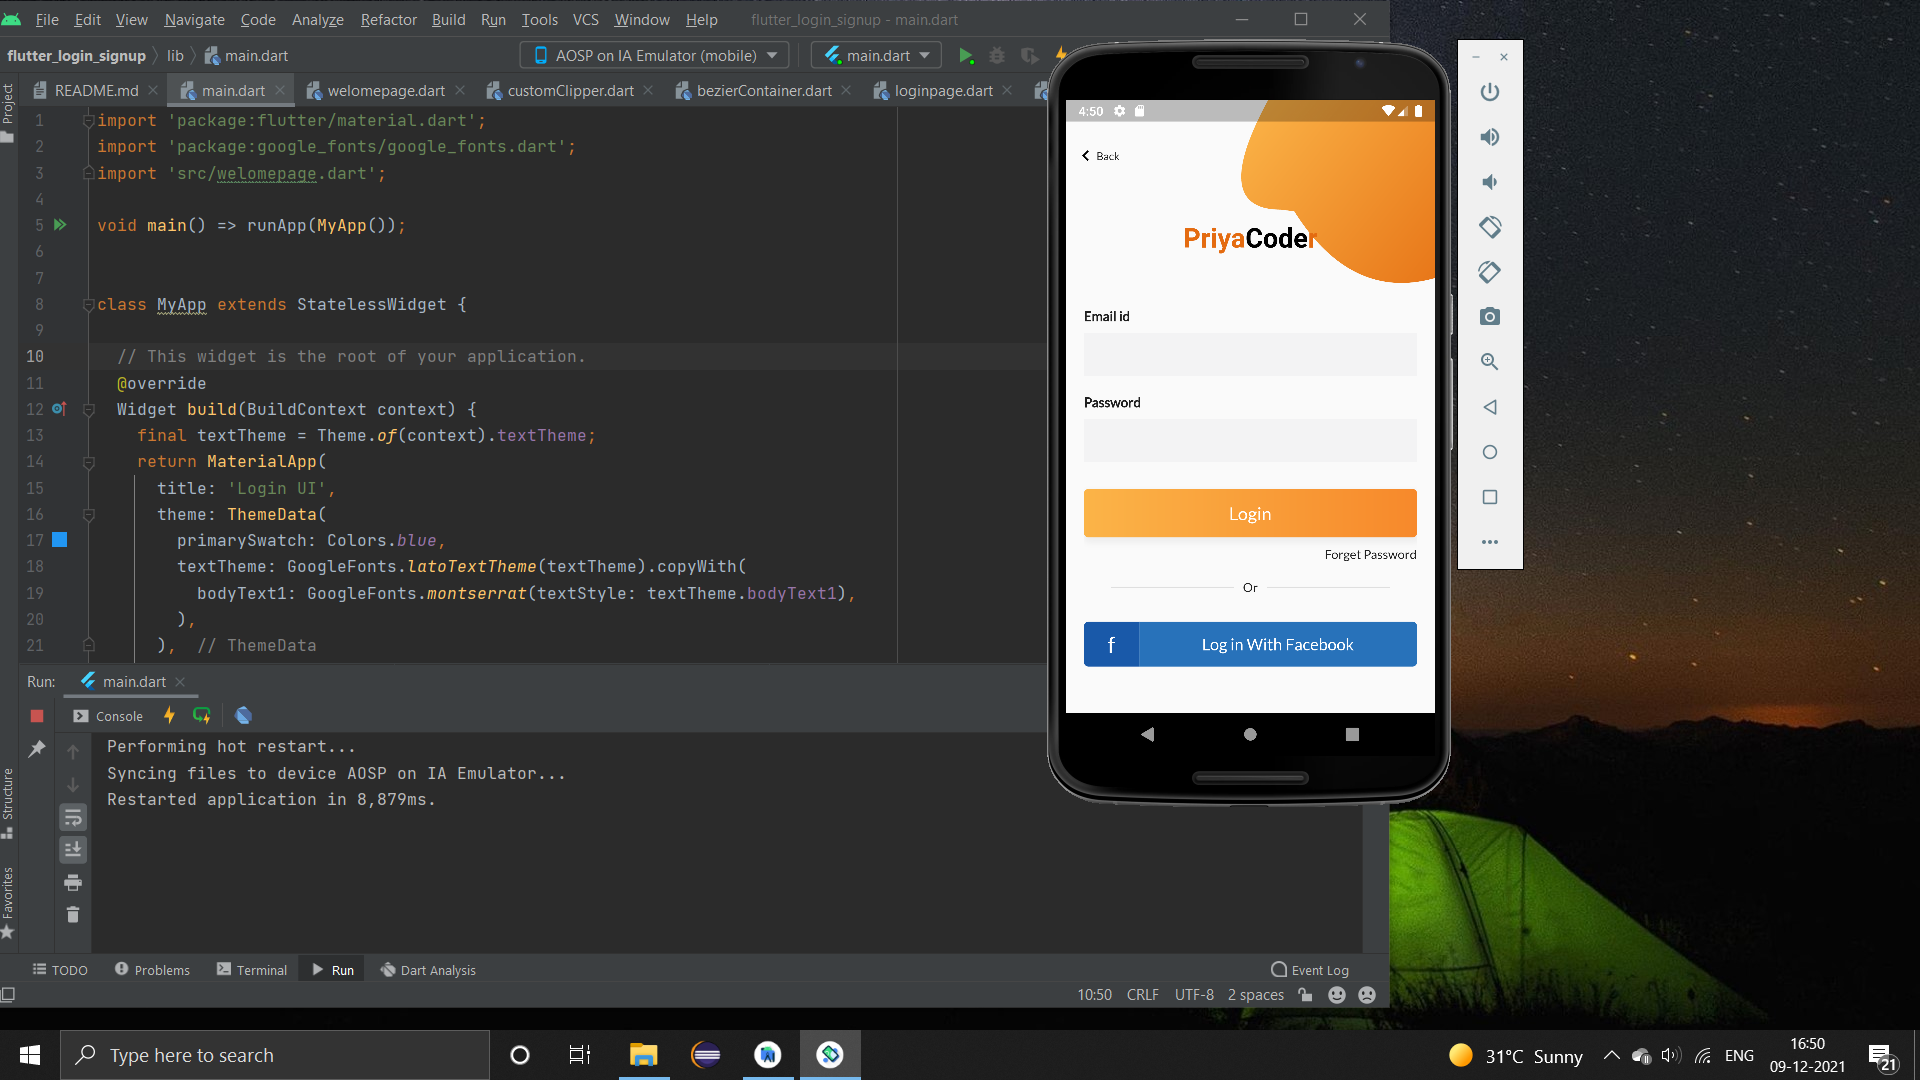 File Edit View Navigate Code Analyze Refactor Build Run Tools VCS Window Help flutter_login_signup - main.dart
flutter_login_signup lib main.dart AOSP on IA Emulator (mobile) main.dart
README.md main.dart welomepage.dart customClipper.dart bezierContainer.dart loginpage.dart
Project
1 import 'package:flutter/material.dart';
2 import 'package:google_fonts/google_fonts.dart';
3 import 'src/welomepage.dart';
4
5 void main() => runApp(MyApp());
6
7
8 class MyApp extends StatelessWidget {
9
10 // This widget is the root of your application.
11 @override
12 Widget build(BuildContext context) {
13 final textTheme = Theme.of(context).textTheme;
14 return MaterialApp(
15 title: 'Login UI',
16 theme: ThemeData(
17 primarySwatch: Colors.blue,
18 textTheme: GoogleFonts.latoTextTheme(textTheme).copyWith(
19 bodyText1: GoogleFonts.montserrat(textStyle: textTheme.bodyText1),
20 ),
21 ), // ThemeData
Run: main.dart
Console
Performing hot restart...
Syncing files to device AOSP on IA Emulator...
Restarted application in 8,879ms.
Structure
Favorites
TODO Problems Terminal Run Dart Analysis Event Log
10:50 CRLF UTF-8 2 spaces
4:50
Back
PriyaCoder
Email id
Password
Login
Forget Password
Or
f Log in With Facebook
Type here to search
31°C Sunny
ENG
16:50
09-12-2021
21